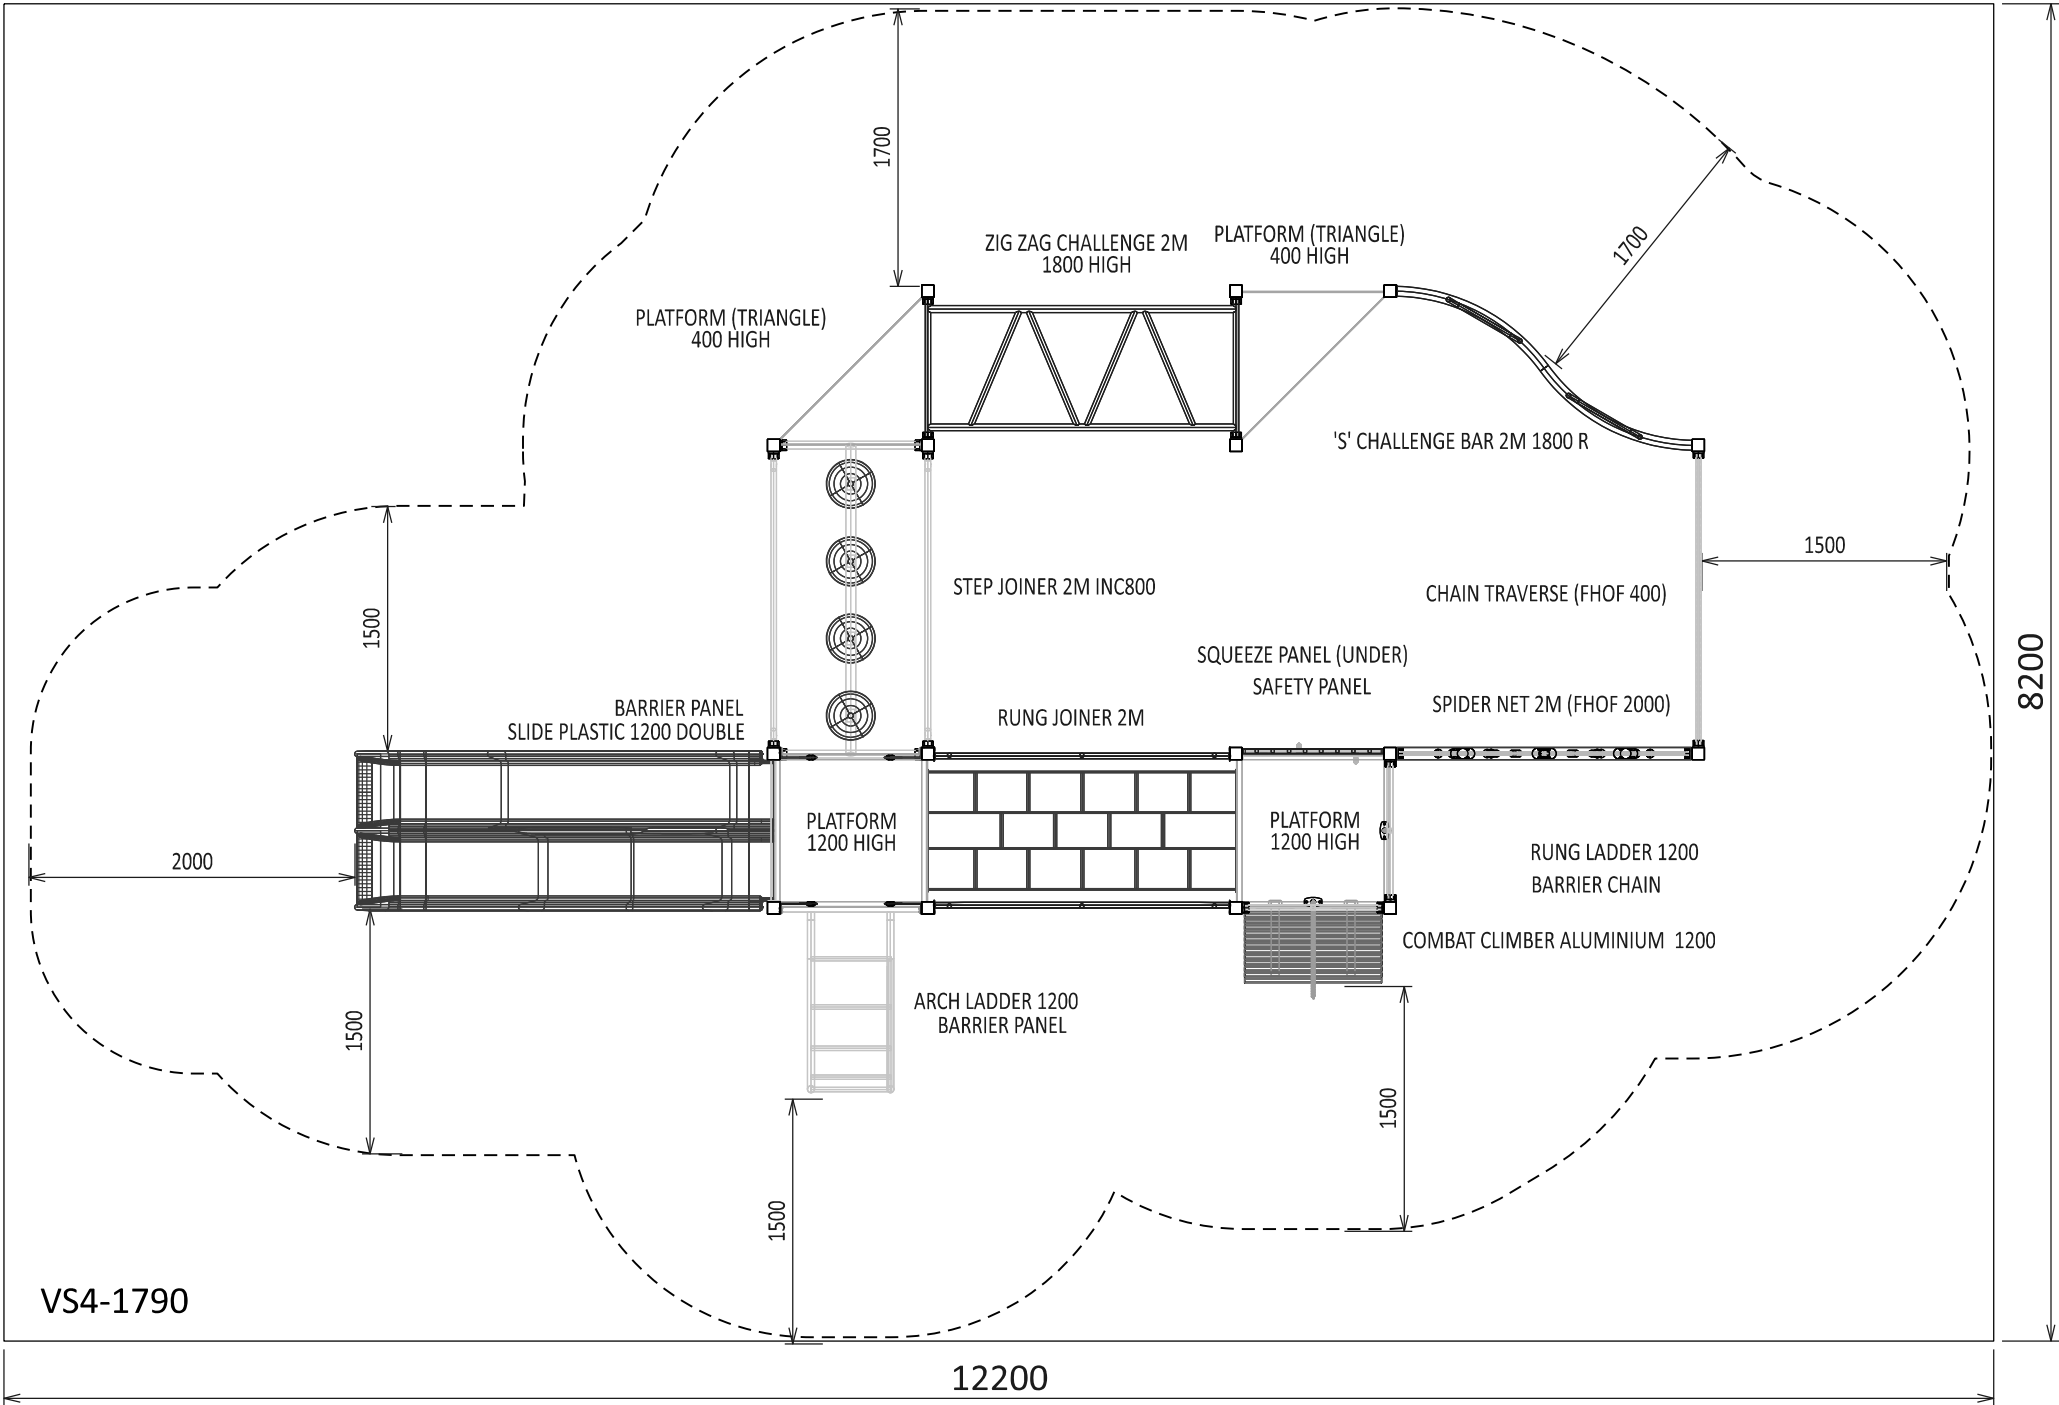 1700
ZIG ZAG CHALLENGE 2M
1800 HIGH
PLATFORM (TRIANGLE)
400 HIGH
1700
PLATFORM (TRIANGLE)
400 HIGH
'S' CHALLENGE BAR 2M 1800 R
1500
1500
STEP JOINER 2M INC800
CHAIN TRAVERSE (FHOF 400)
8200
SQUEEZE PANEL (UNDER)
SAFETY PANEL
BARRIER PANEL
SLIDE PLASTIC 1200 DOUBLE
RUNG JOINER 2M
SPIDER NET 2M (FHOF 2000)
PLATFORM
1200 HIGH
PLATFORM
1200 HIGH
2000
RUNG LADDER 1200
BARRIER CHAIN
COMBAT CLIMBER ALUMINIUM  1200
ARCH LADDER 1200
BARRIER PANEL
1500
1500
1500
VS4-1790
12200